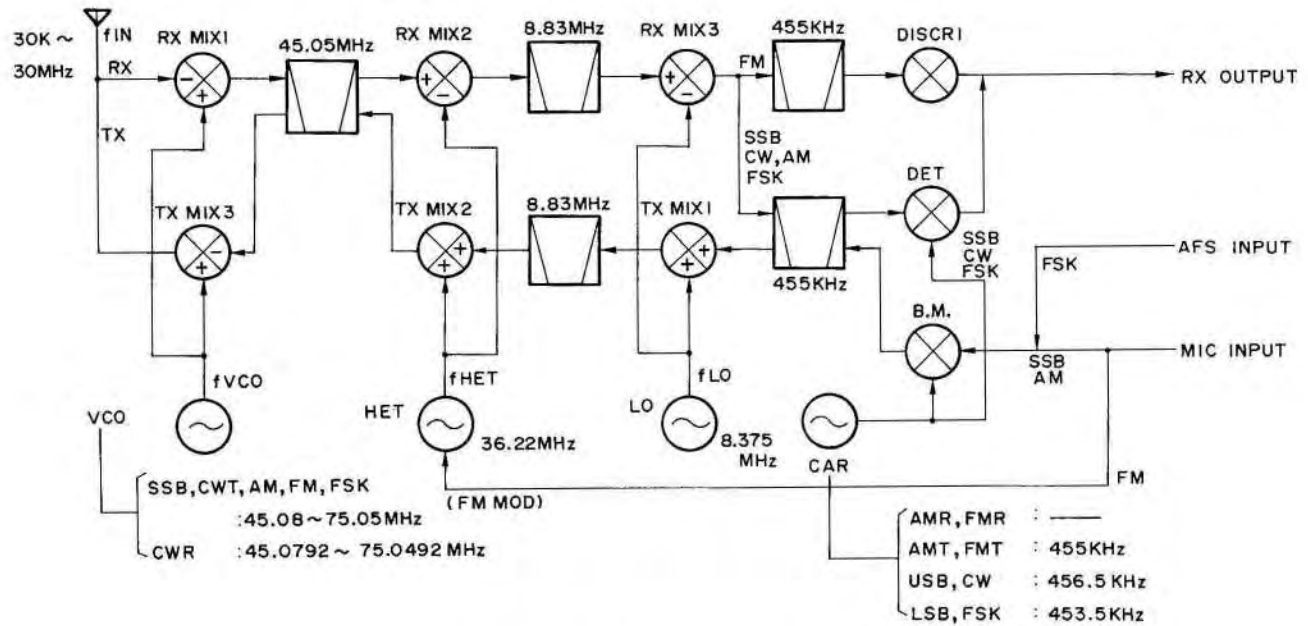 30K ~
30MHz
fIN
RX
TX
RX MIX1
−
+
45.05MHz
RX MIX2
+
−
8.83MHz
RX MIX3
+
−
FM
455KHz
DISCRI
RX OUTPUT
SSB
CW, AM
FSK
TX MIX3
−
+
TX MIX2
+
+
8.83MHz
TX MIX1
+
+
455KHz
DET
SSB
CW
FSK
FSK
AFS INPUT
B.M.
SSB
AM
MIC INPUT
fVCO
VCO
fHET
HET
36.22MHz
fLO
LO
8.375
MHz
CAR
(FM MOD)
FM
SSB, CWT, AM, FM, FSK
:45.08~75.05MHz
CWR :45.0792~75.0492 MHz
AMR, FMR : ——
AMT, FMT : 455KHz
USB, CW : 456.5KHz
LSB, FSK : 453.5KHz